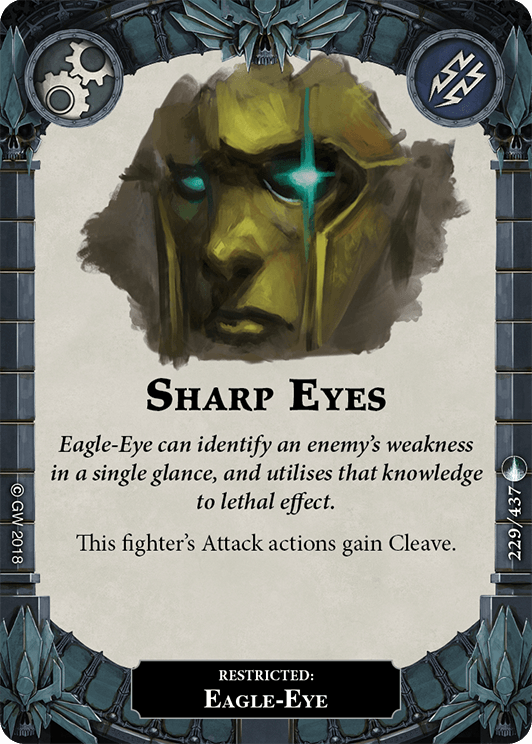 Sharp Eyes
Eagle-Eye can identify an enemy's weakness
in a single glance, and utilises that knowledge
to lethal effect.
This fighter's Attack actions gain Cleave.
© GW 2018
229/437
RESTRICTED:
Eagle-Eye